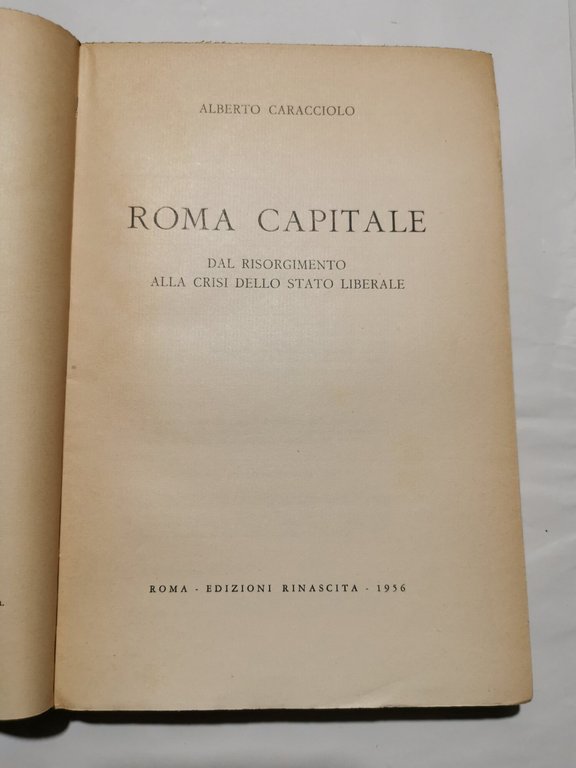 ALBERTO CARACCIOLO
ROMA CAPITALE
DAL RISORGIMENTO
ALLA CRISI DELLO STATO LIBERALE
ROMA - EDIZIONI RINASCITA - 1956